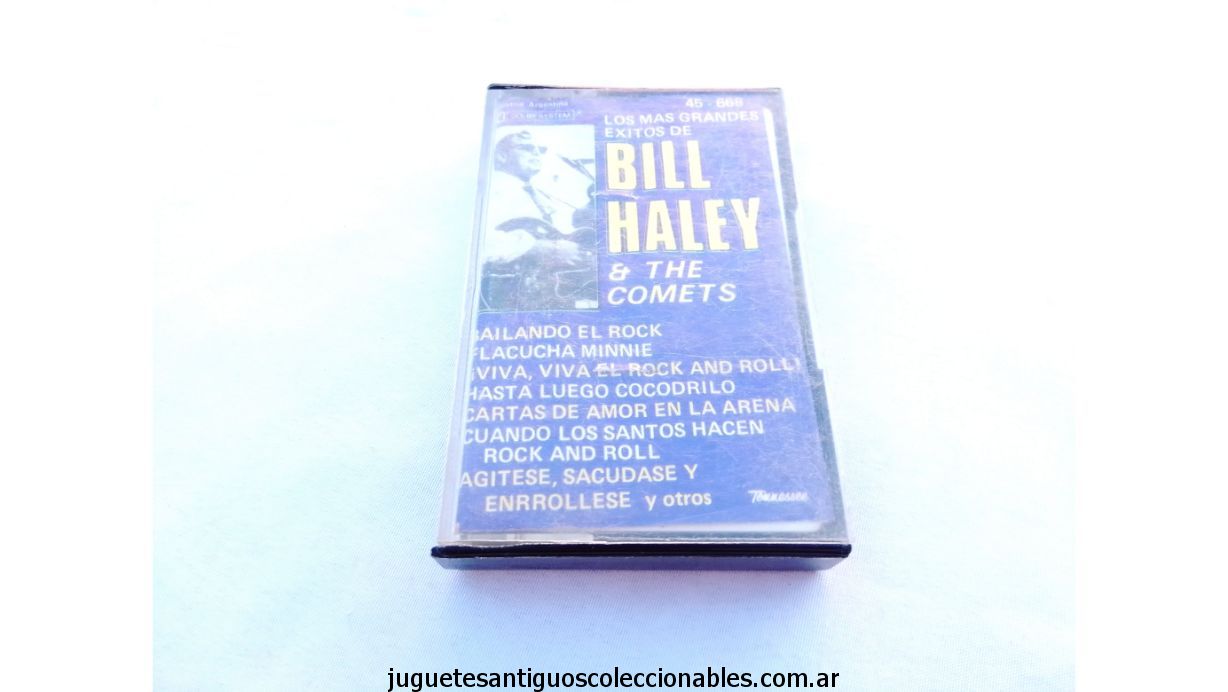 Industria Argentina
45 - 669
LOS MAS GRANDES
EXITOS DE
BILL
HALEY
& THE
COMETS
BAILANDO EL ROCK
FLACUCHA MINNIE
¡VIVA, VIVA EL ROCK AND ROLL!
HASTA LUEGO COCODRILO
CARTAS DE AMOR EN LA ARENA
CUANDO LOS SANTOS HACEN
ROCK AND ROLL
AGITESE, SACUDASE Y
ENRROLLESE y otros
Tennessee
juguetesantiguoscoleccionables.com.ar